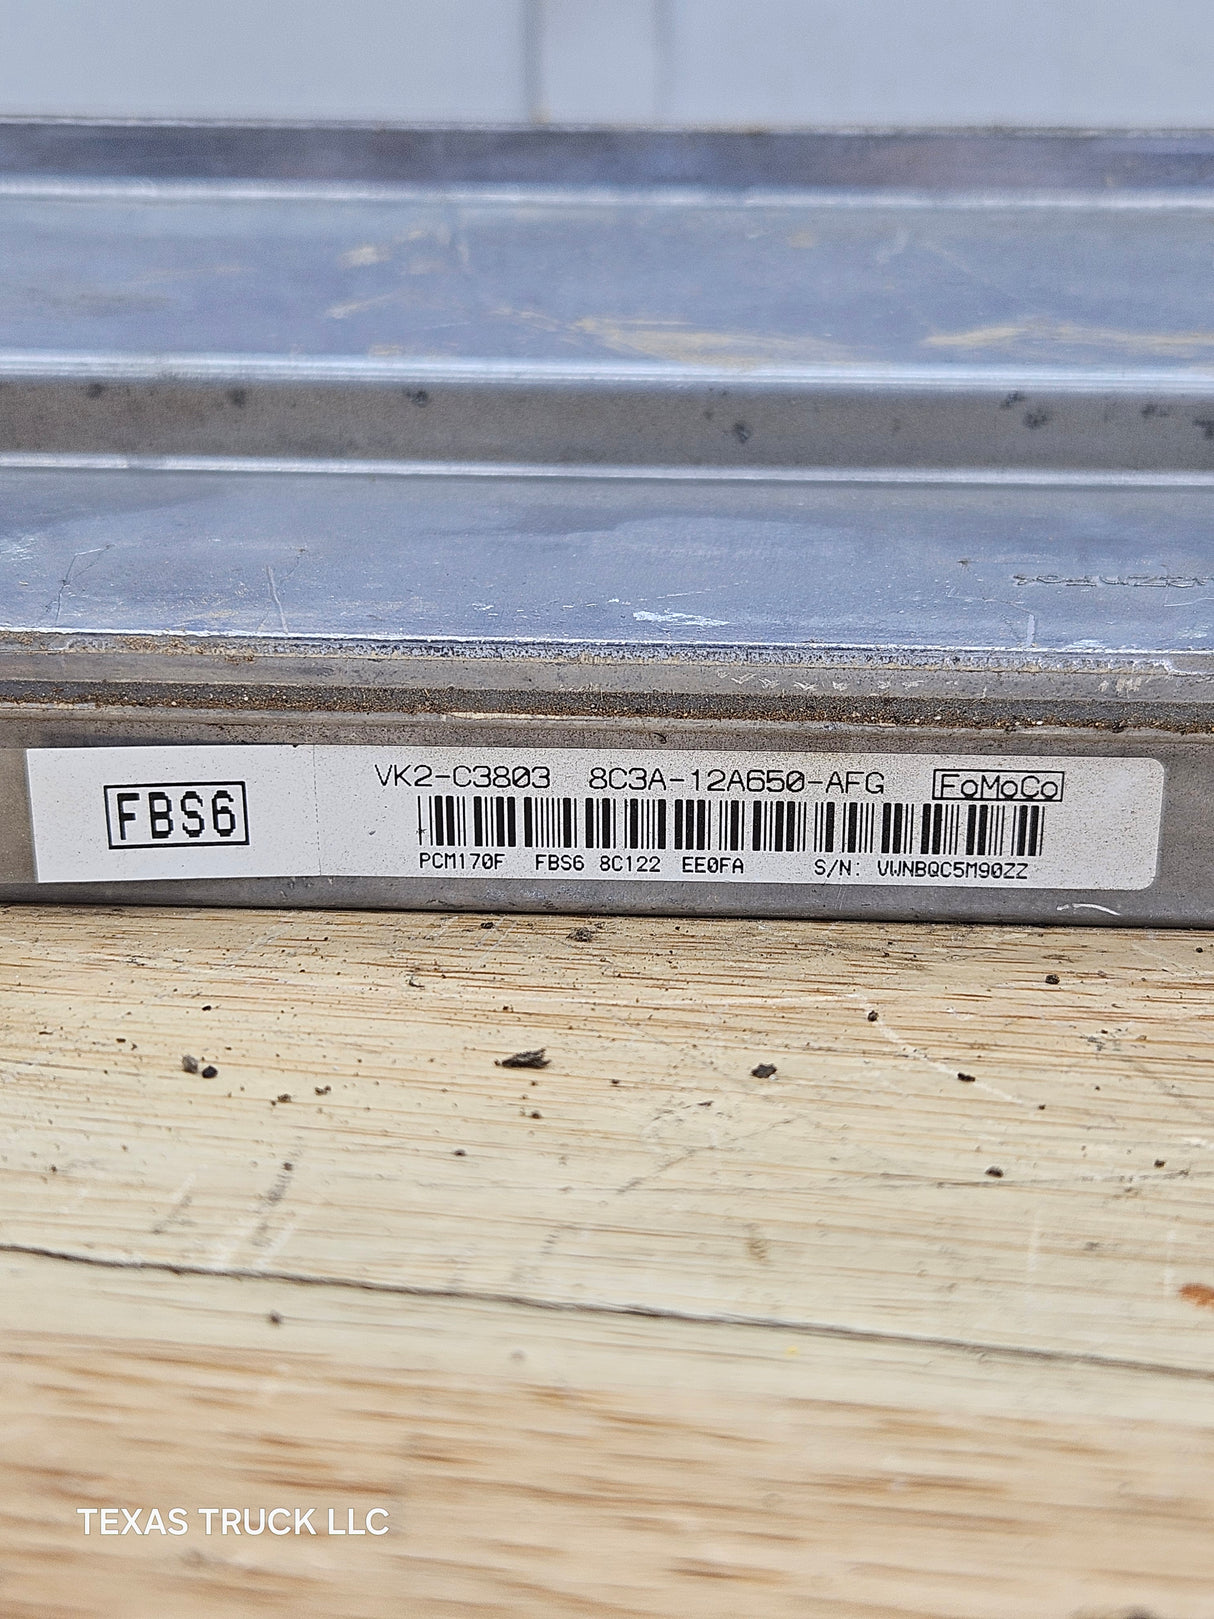 FBS6
VK2-C3803 8C3A-12A650-AFG FoMoCo
PCM170F FBS6 8C122 EE0FA S/N: VWNBQC5M90ZZ
TEXAS TRUCK LLC